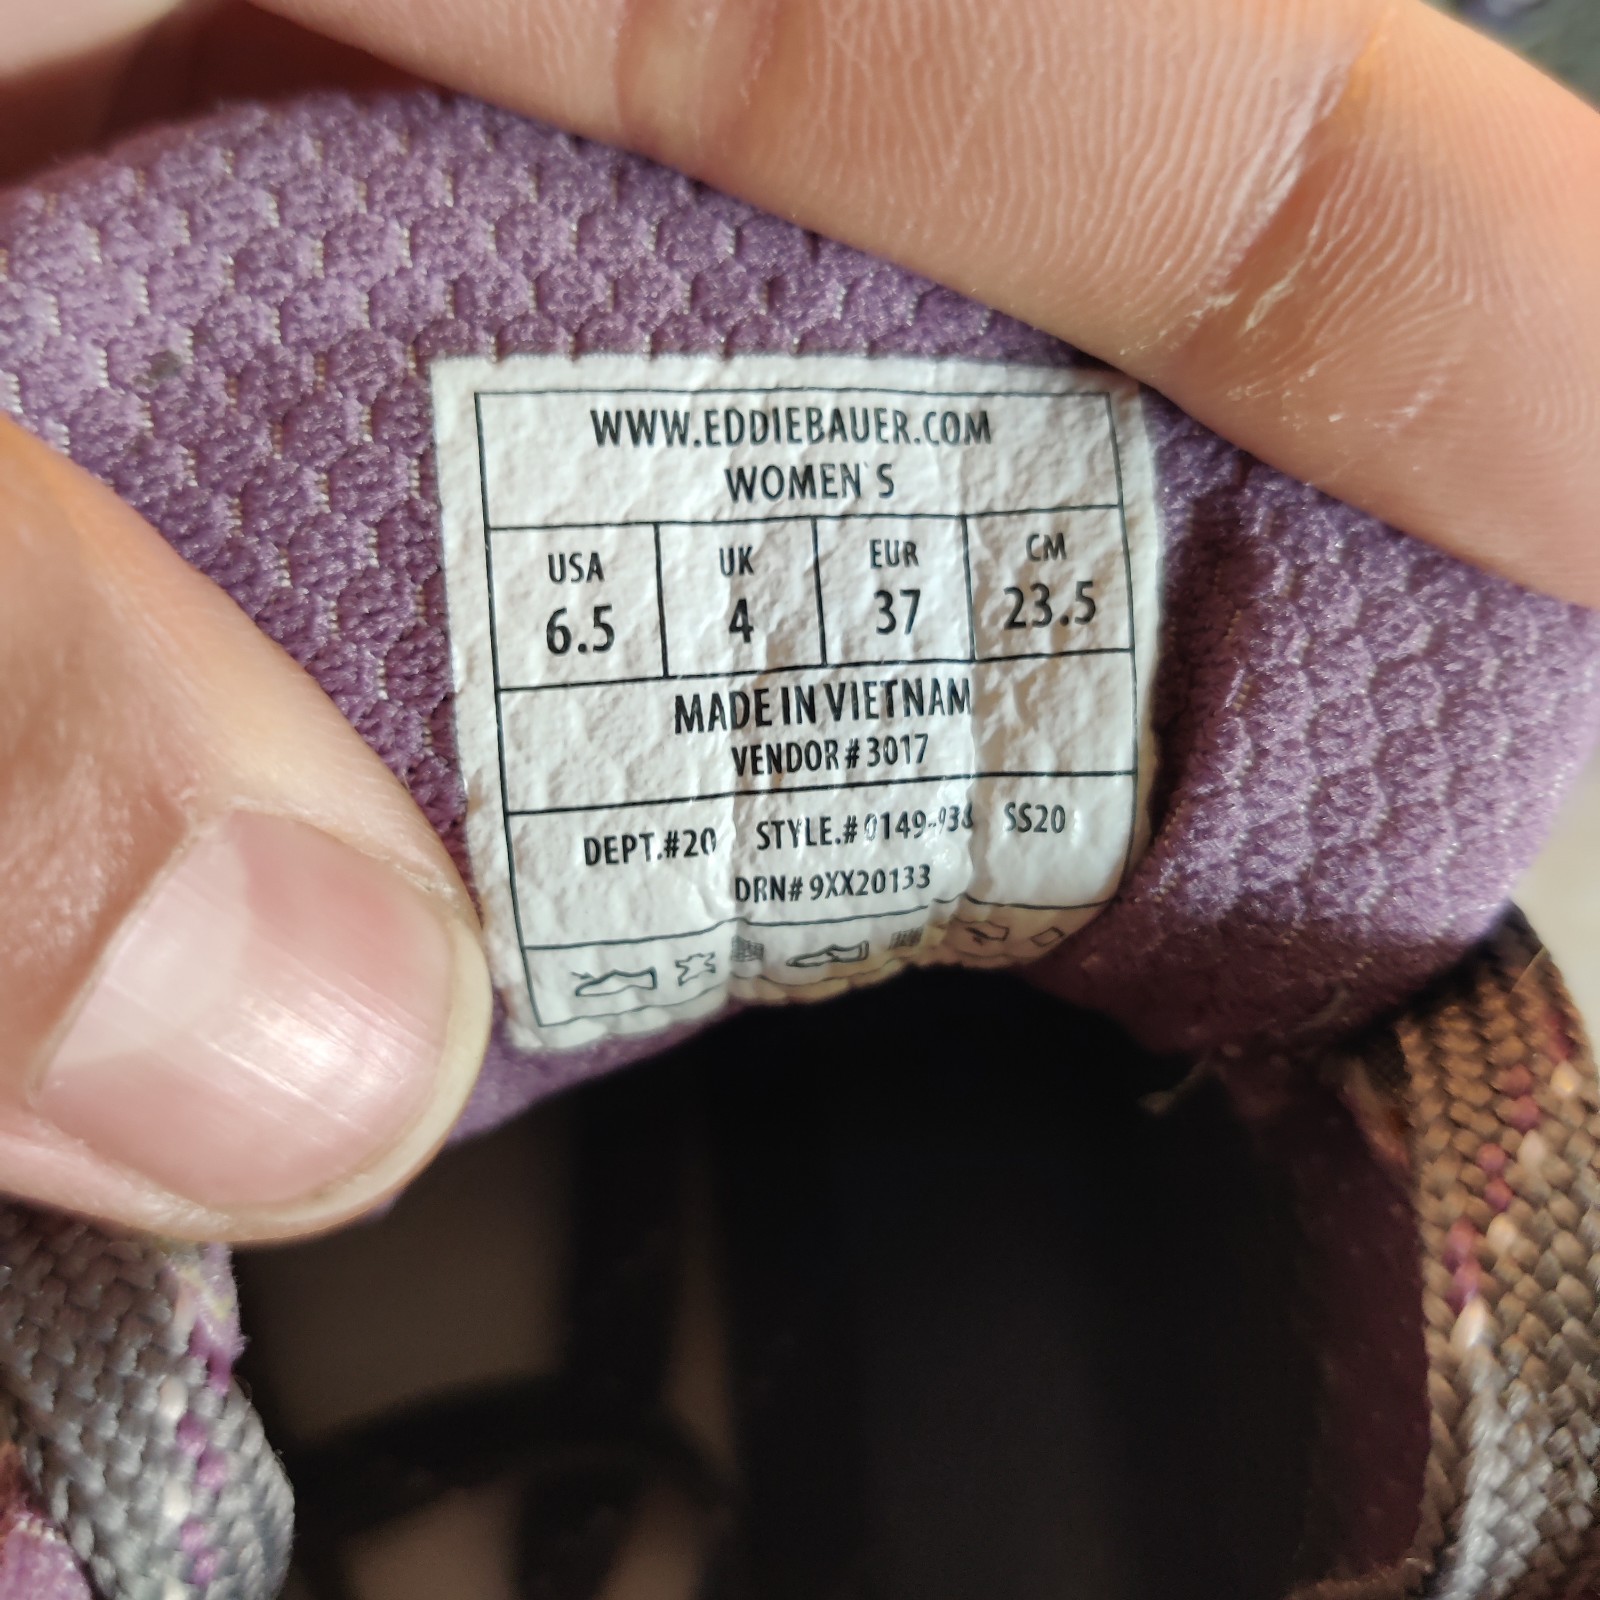 WWW.EDDIEBAUER.COM
WOMEN`S
USA UK EUR CM
6.5 4 37 23.5
MADE IN VIETNAM
VENDOR# 3017
DEPT.#20 STYLE.# SS20
DRN# 9XX20133